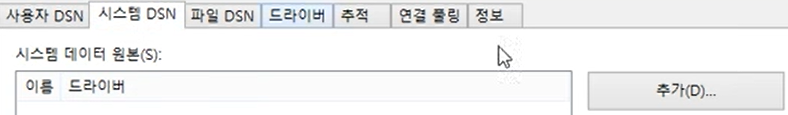 사용자 DSN 시스템 DSN 파일 DSN 드라이버 추적 연결 풀링 정보
시스템 데이터 원본(S):
이름 드라이버 추가(D)...